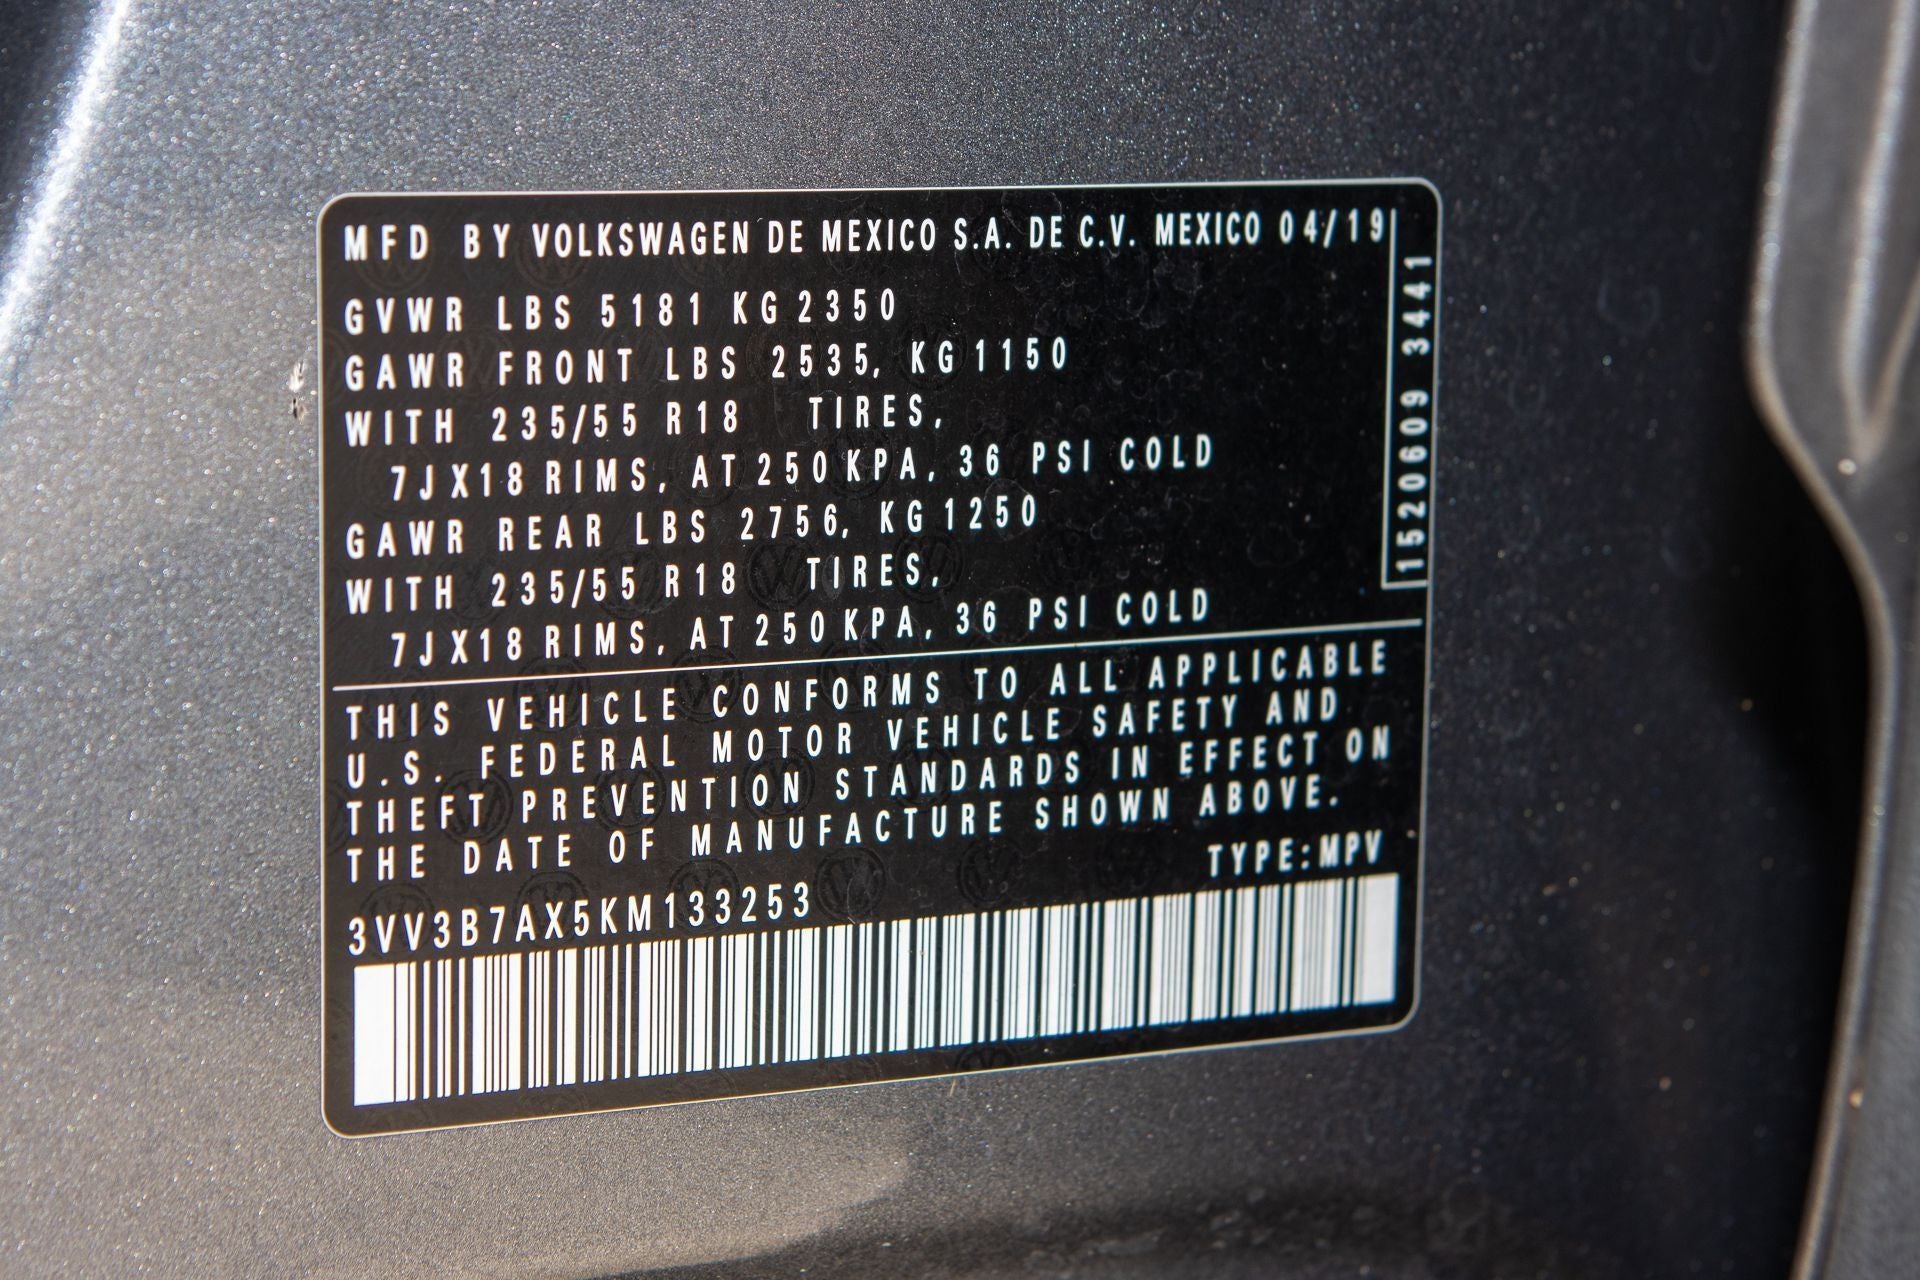 MFD BY VOLKSWAGEN DE MEXICO S.A. DE C.V. MEXICO 04/19
GVWR LBS 5181 KG 2350
GAWR FRONT LBS 2535, KG 1150
WITH 235/55 R18 TIRES,
7JX18 RIMS, AT 250 KPA, 36 PSI COLD
GAWR REAR LBS 2756, KG 1250
WITH 235/55 R18 TIRES,
7JX18 RIMS, AT 250 KPA, 36 PSI COLD
1520609 3441
THIS VEHICLE CONFORMS TO ALL APPLICABLE
U.S. FEDERAL MOTOR VEHICLE SAFETY AND
THEFT PREVENTION STANDARDS IN EFFECT ON
THE DATE OF MANUFACTURE SHOWN ABOVE.
TYPE:MPV
3VV3B7AX5KM133253